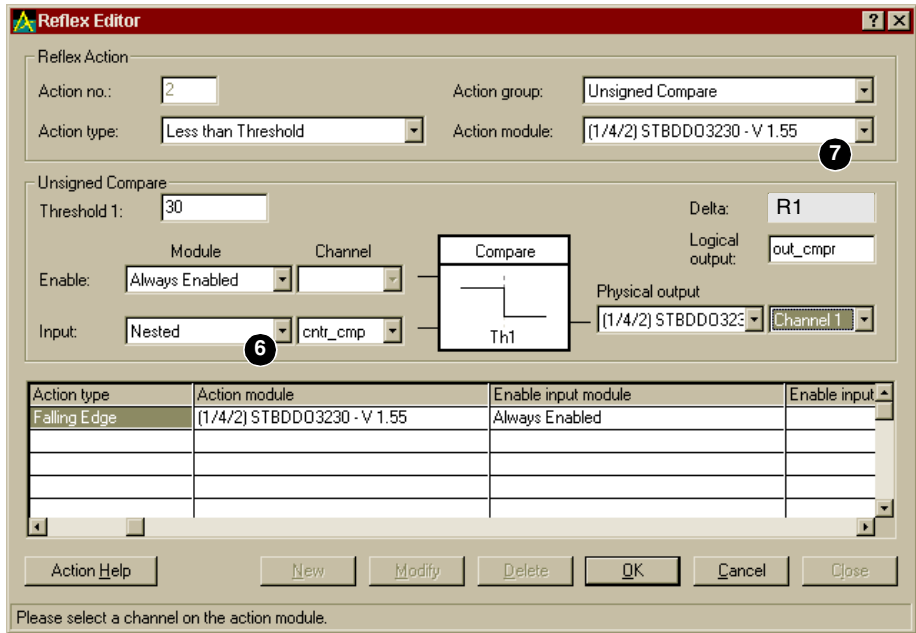 Reflex Editor
Reflex Action
Action no.: 2
Action group: Unsigned Compare
Action type: Less than Threshold
Action module: (1/4/2) STBDDO3230 - V 1.55
7
Unsigned Compare
Threshold 1: 30
Delta: R1
Module Channel
Compare
Logical output: out_cmpr
Enable: Always Enabled
Physical output
(1/4/2) STBDDO323 Channel 1
Input: Nested cntr_cmp
Th1
6
Action type Action module Enable input module Enable input
Falling Edge (1/4/2) STBDDO3230 - V 1.55 Always Enabled
Action Help New Modify Delete OK Cancel Close
Please select a channel on the action module.